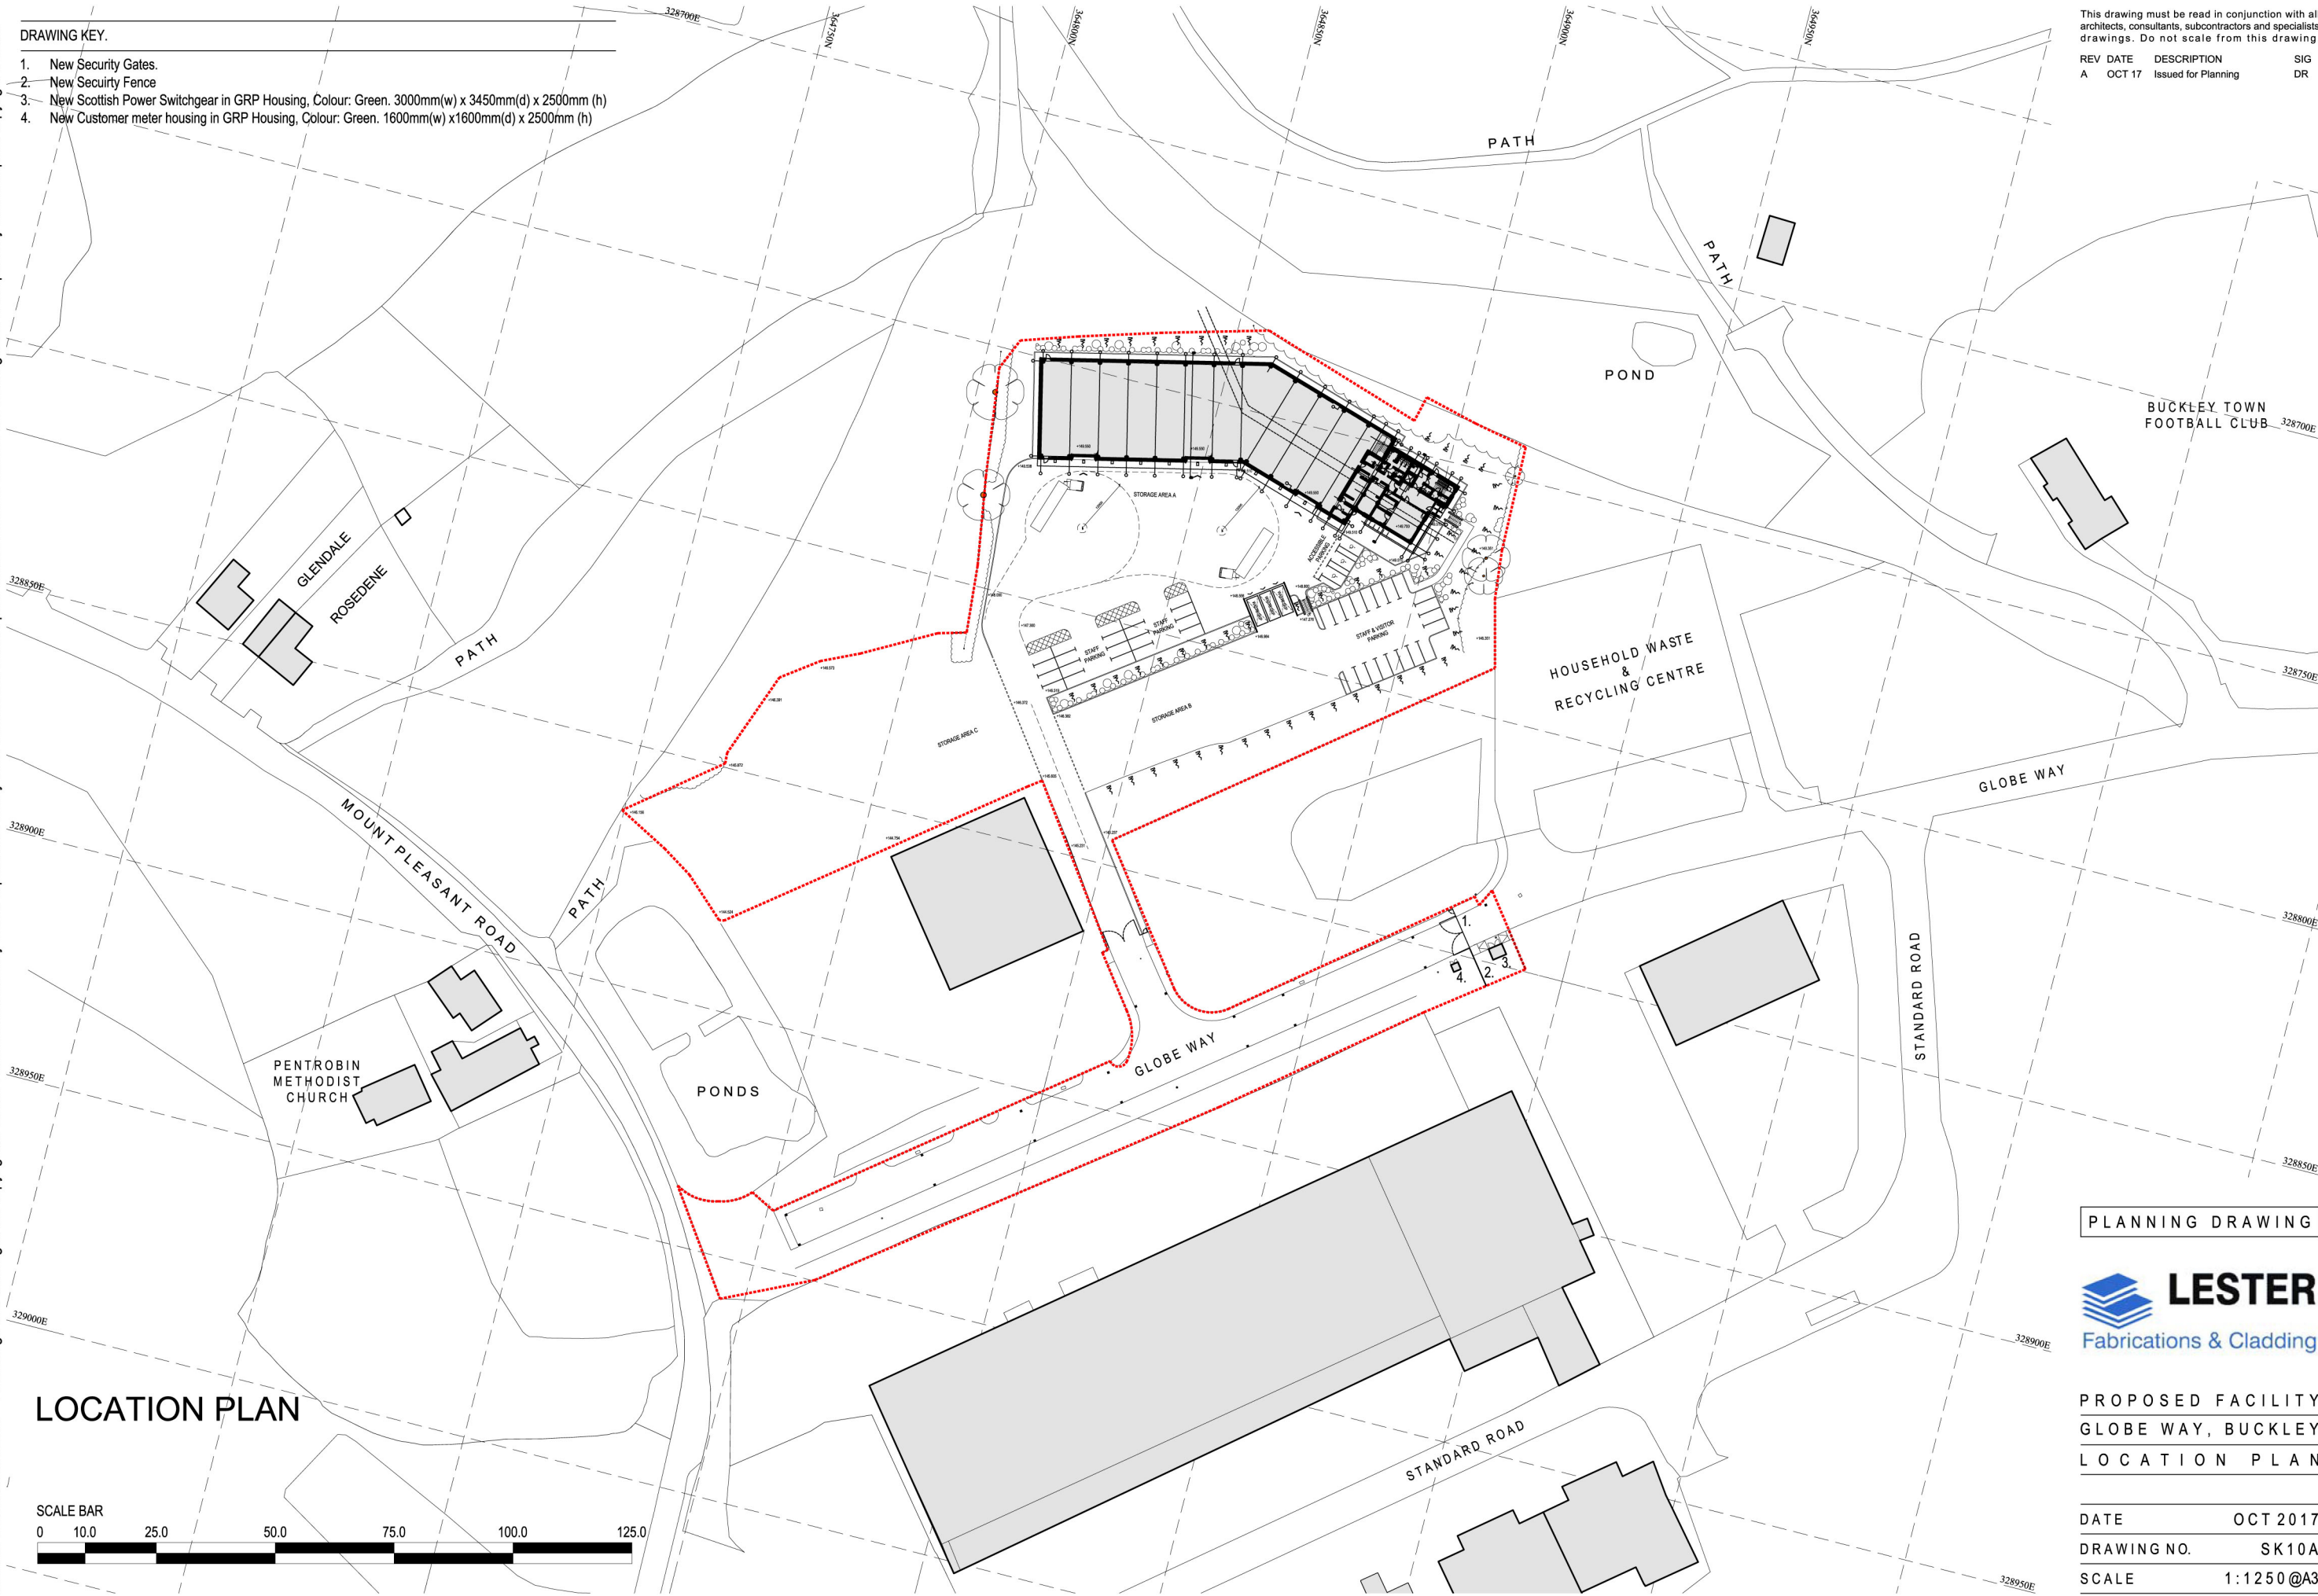 328700E
364750N
364800N
364850N
364900N
364950N
This drawing must be read in conjunction with al
architects, consultants, subcontractors and specialists
drawings. Do not scale from this drawing
REV DATE DESCRIPTION SIG
A OCT 17 Issued for Planning DR
DRAWING KEY.
1. New Security Gates.
2. New Secuirty Fence
3. New Scottish Power Switchgear in GRP Housing, Colour: Green. 3000mm(w) x 3450mm(d) x 2500mm (h)
4. New Customer meter housing in GRP Housing, Colour: Green. 1600mm(w) x1600mm(d) x 2500mm (h)
PATH
PATH
POND
BUCKLEY TOWN
FOOTBALL CLUB
328700E
STORAGE AREA A
ACCESSIBLE
PARKING
GLENDALE
ROSEDENE
328850E
PATH
STAFF
PARKING
STAFF
PARKING
STAFF & VISITOR
PARKING
HOUSEHOLD WASTE
&
RECYCLING CENTRE
328750E
STORAGE AREA B
STORAGE AREA C
GLOBE WAY
328900E
MOUNT PLEASANT ROAD
PATH
328800E
1.
2.
3.
4.
STANDARD ROAD
GLOBE WAY
328950E
PENTROBIN
METHODIST
CHURCH
PONDS
328850E
PLANNING DRAWING
LESTER
Fabrications & Cladding
329000E
328900E
LOCATION PLAN
STANDARD ROAD
PROPOSED FACILITY
GLOBE WAY, BUCKLEY
LOCATION PLAN
SCALE BAR
0 10.0 25.0 50.0 75.0 100.0 125.0
DATE OCT 2017
DRAWING NO. SK10A
SCALE 1:1250@A3
328950E